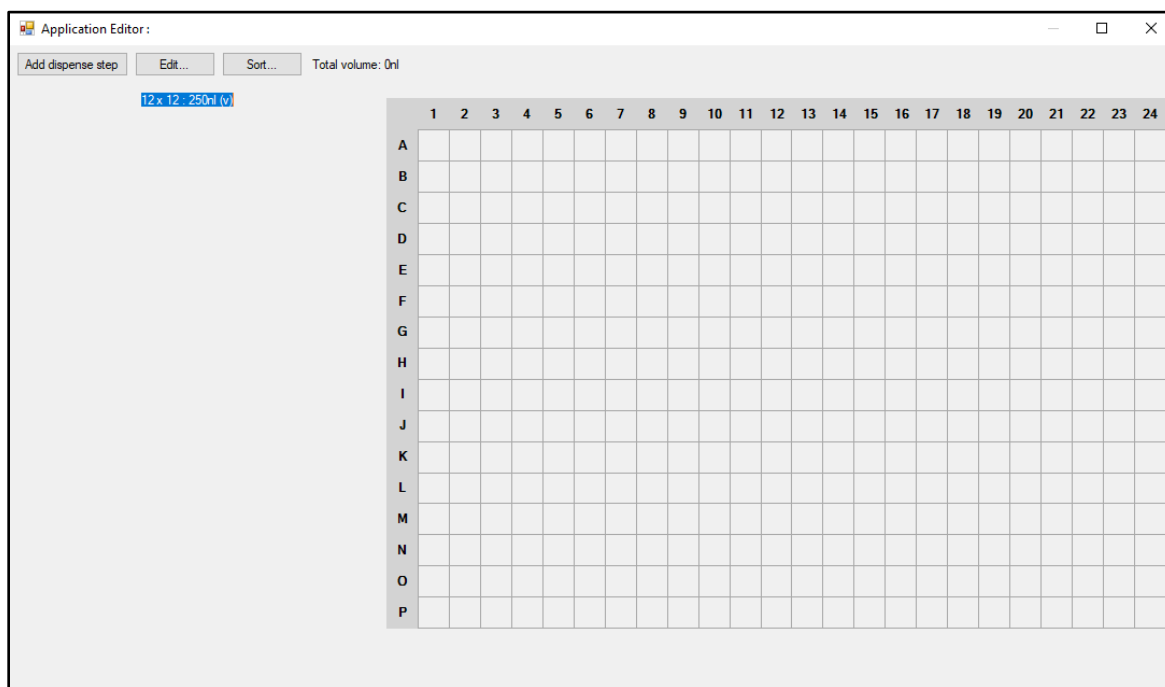 Application Editor :
Add dispense step Edit... Sort... Total volume: 0nl
12 x 12 : 250nl (v)
1 2 3 4 5 6 7 8 9 10 11 12 13 14 15 16 17 18 19 20 21 22 23 24
A
B
C
D
E
F
G
H
I
J
K
L
M
N
O
P